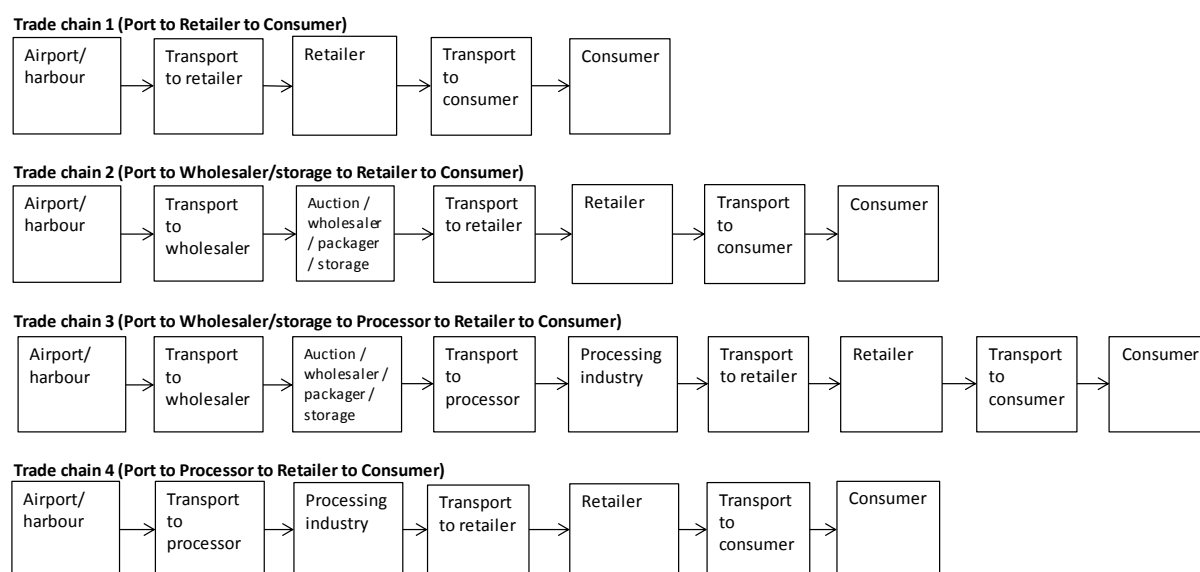 Trade chain 1 (Port to Retailer to Consumer)
Airport/
harbour
Transport
to retailer
Retailer
Transport
to
consumer
Consumer
Trade chain 2 (Port to Wholesaler/storage to Retailer to Consumer)
Airport/
harbour
Transport
to
wholesaler
Auction /
wholesaler
/ packager
/ storage
Transport
to retailer
Retailer
Transport
to
consumer
Consumer
Trade chain 3 (Port to Wholesaler/storage to Processor to Retailer to Consumer)
Airport/
harbour
Transport
to
wholesaler
Auction /
wholesaler /
packager /
storage
Transport
to
processor
Processing
industry
Transport
to retailer
Retailer
Transport
to
consumer
Consumer
Trade chain 4 (Port to Processor to Retailer to Consumer)
Airport/
harbour
Transport
to
processor
Processing
industry
Transport
to retailer
Retailer
Transport
to
consumer
Consumer